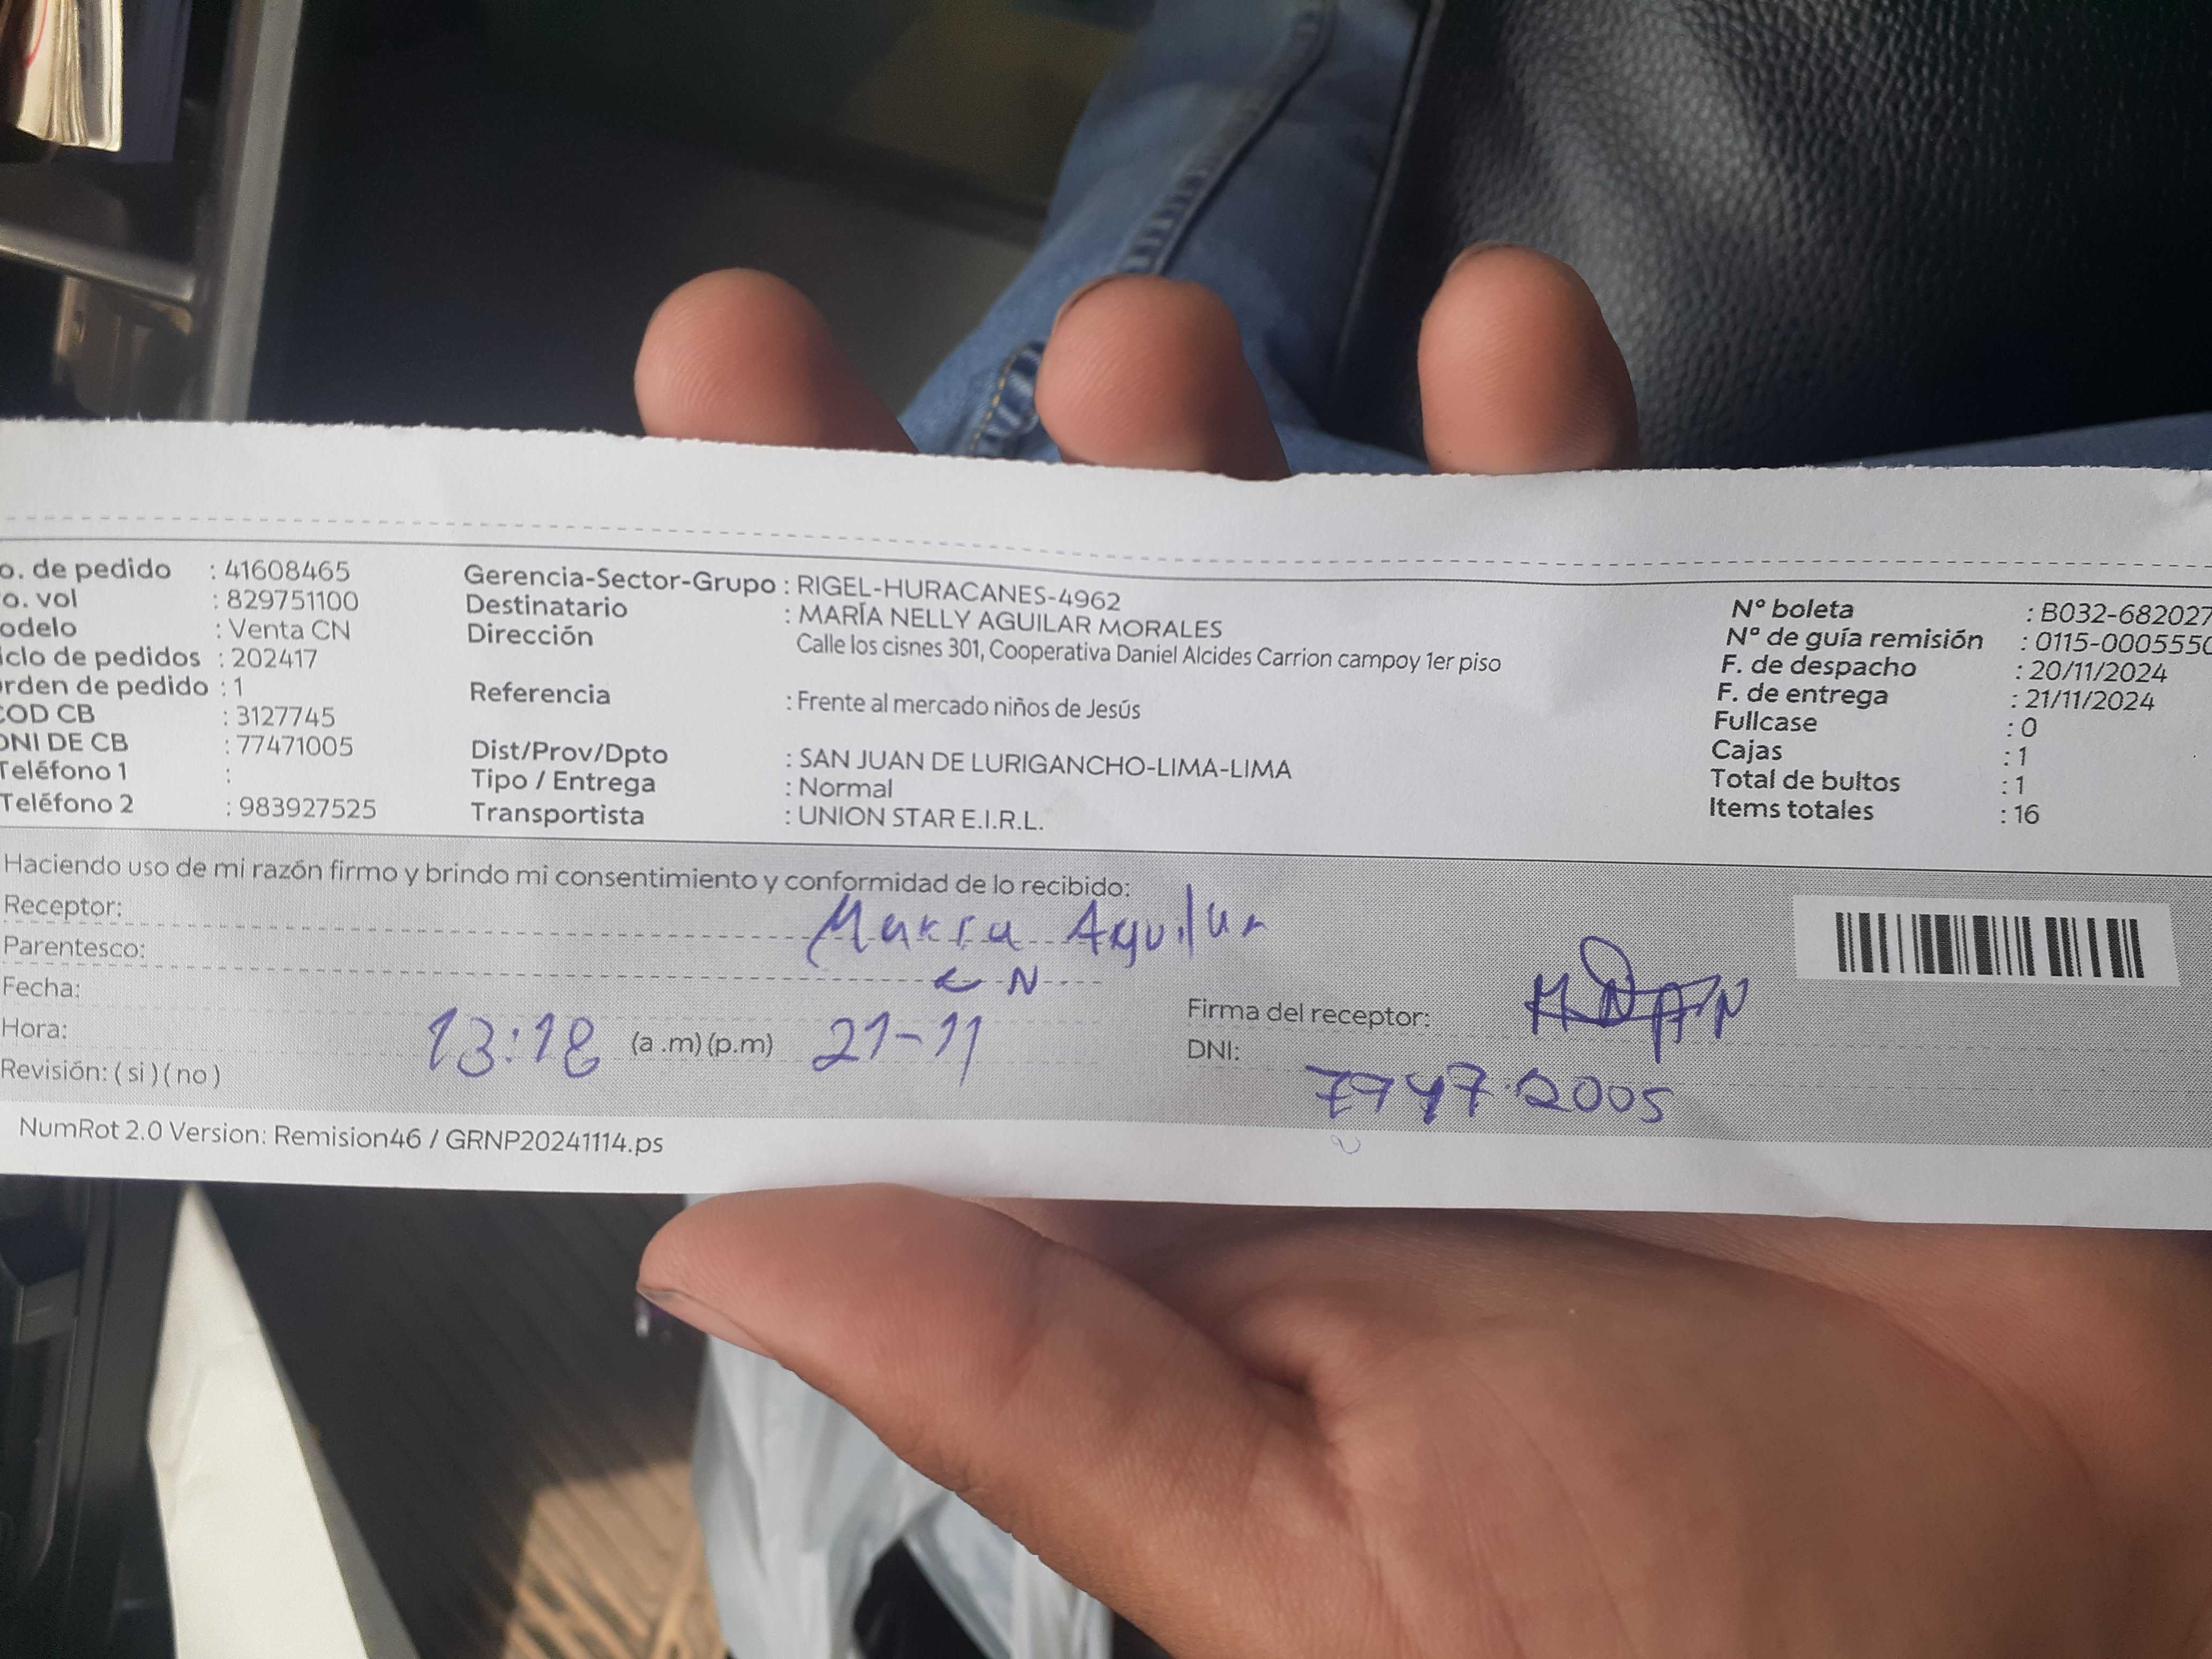 o. de pedido : 41608465
o. vol : 829751100
odelo : Venta CN
iclo de pedidos : 202417
rden de pedido : 1
COD CB : 3127745
DNI DE CB : 77471005
Teléfono 1 :
Teléfono 2 : 983927525
Gerencia-Sector-Grupo : RIGEL-HURACANES-4962
Destinatario : MARÍA NELLY AGUILAR MORALES
Dirección Calle los cisnes 301, Cooperativa Daniel Alcides Carrion campoy 1er piso
Referencia : Frente al mercado niños de Jesús
Dist/Prov/Dpto : SAN JUAN DE LURIGANCHO-LIMA-LIMA
Tipo / Entrega : Normal
Transportista : UNION STAR E.I.R.L.
Nº boleta : B032-682027
Nº de guía remisión : 0115-0005550
F. de despacho : 20/11/2024
F. de entrega : 21/11/2024
Fullcase : 0
Cajas : 1
Total de bultos : 1
Items totales : 16
Haciendo uso de mi razón firmo y brindo mi consentimiento y conformidad de lo recibido:
Receptor: Maria Aguilar
Parentesco: CN
Fecha:
Hora: 13:18 (a .m) (p.m) 21-11
Revisión: ( si ) ( no )
Firma del receptor:
DNI:
NumRot 2.0 Version: Remision46 / GRNP20241114.ps